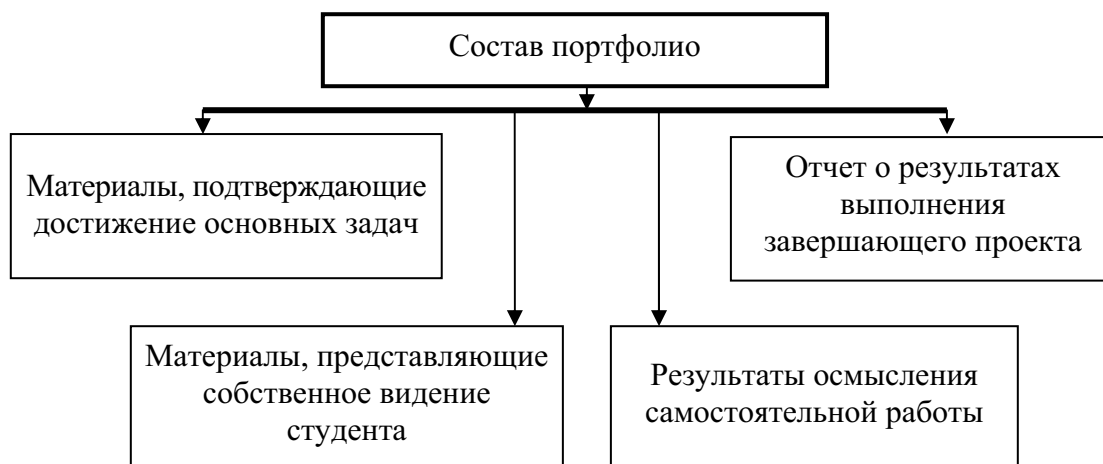 Состав портфолио
Материалы, подтверждающие
достижение основных задач
Отчет о результатах
выполнения
завершающего проекта
Материалы, представляющие
собственное видение
студента
Результаты осмысления
самостоятельной работы